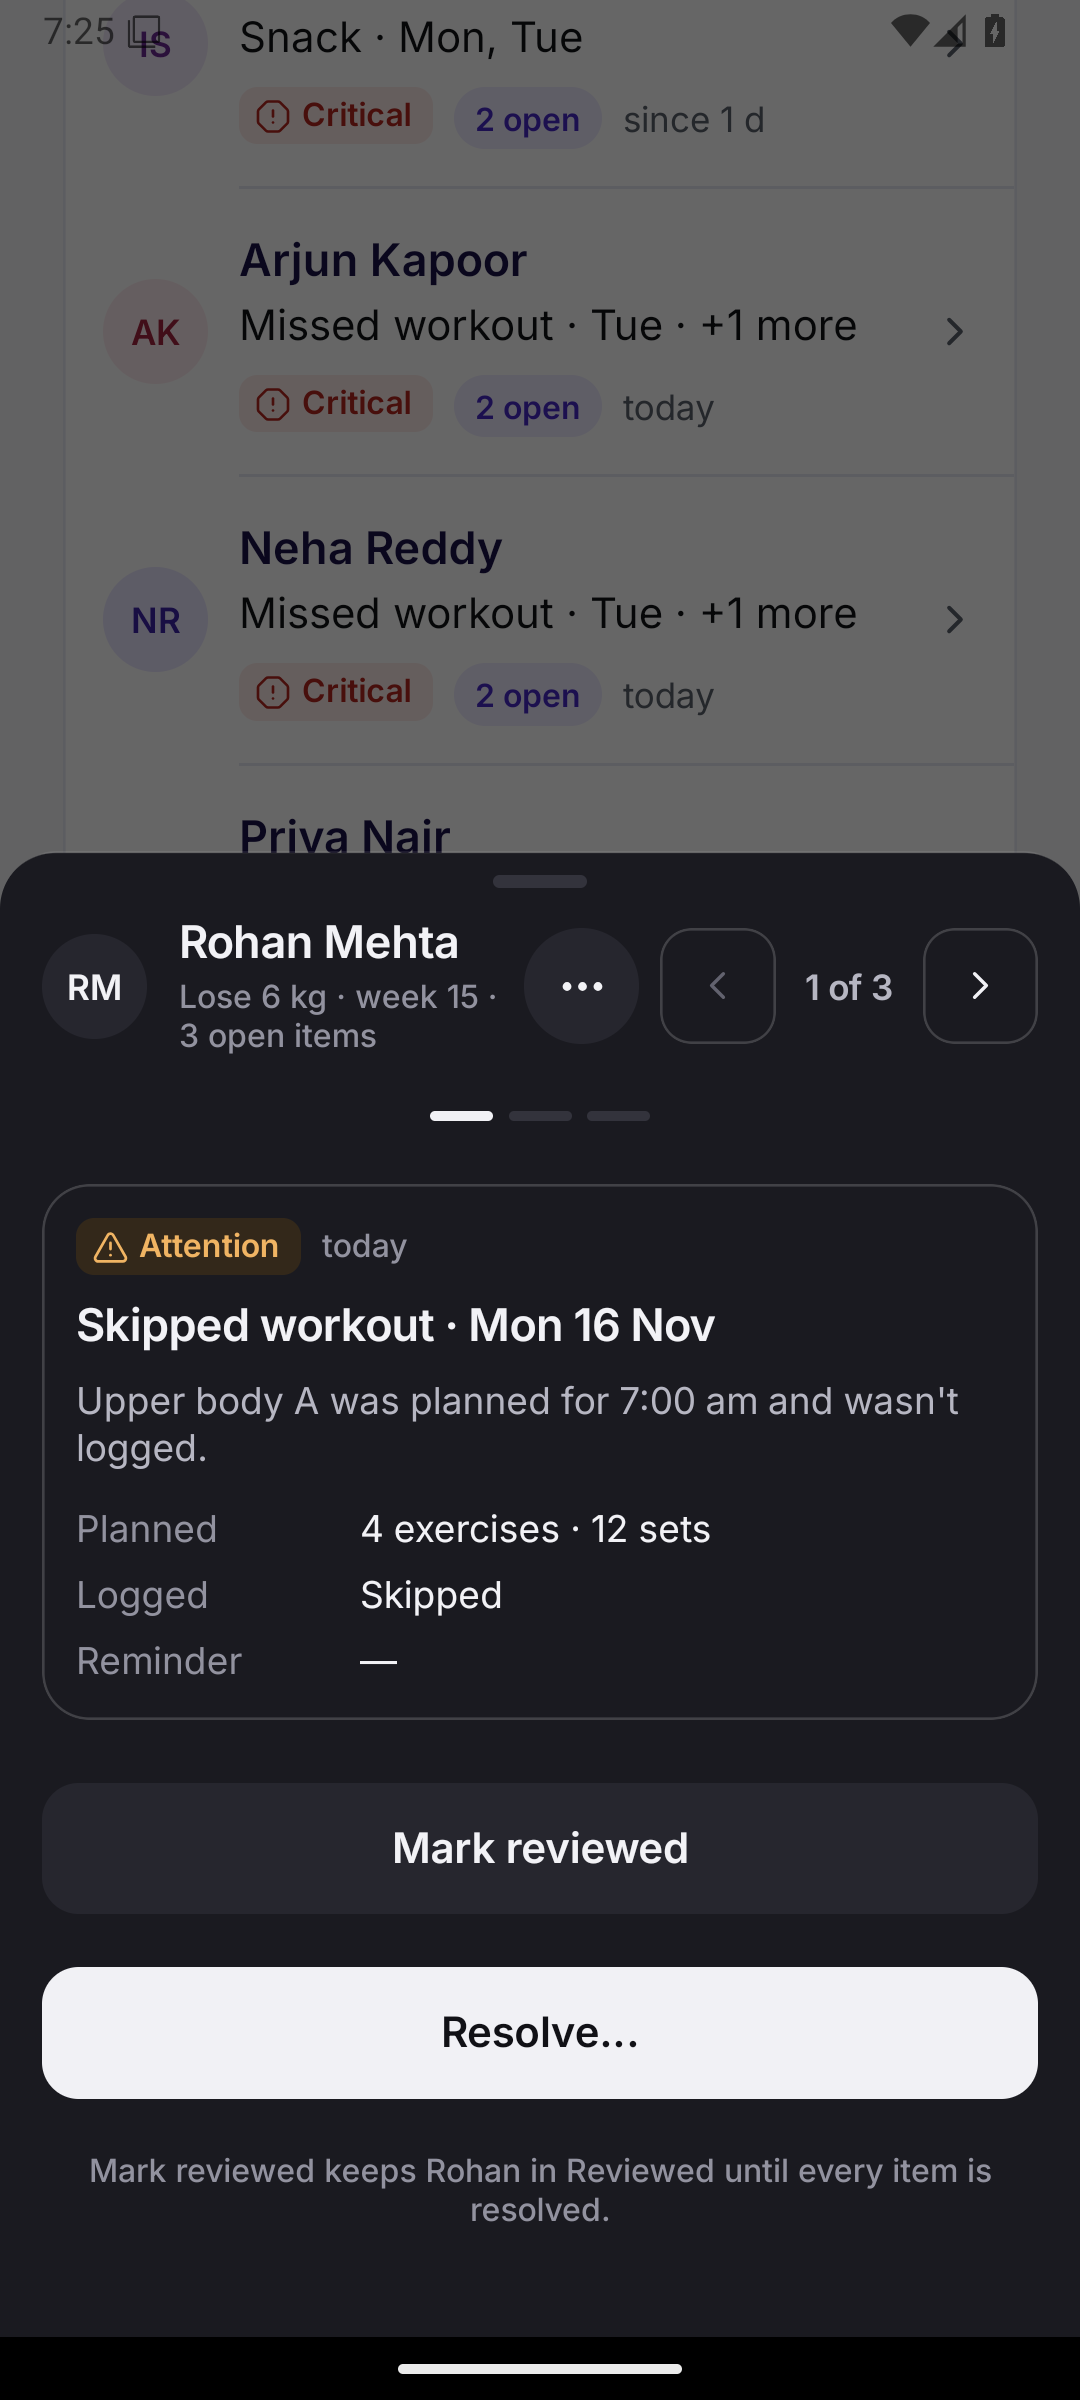 7:25
IS
Snack · Mon, Tue
Critical
2 open
since 1 d
Arjun Kapoor
AK
Missed workout · Tue · +1 more
Critical
2 open
today
Neha Reddy
NR
Missed workout · Tue · +1 more
Critical
2 open
today
Priya Nair
RM
Rohan Mehta
Lose 6 kg · week 15 ·
3 open items
1 of 3
Attention
today
Skipped workout · Mon 16 Nov
Upper body A was planned for 7:00 am and wasn't
logged.
Planned
4 exercises · 12 sets
Logged
Skipped
Reminder
—
Mark reviewed
Resolve...
Mark reviewed keeps Rohan in Reviewed until every item is
resolved.